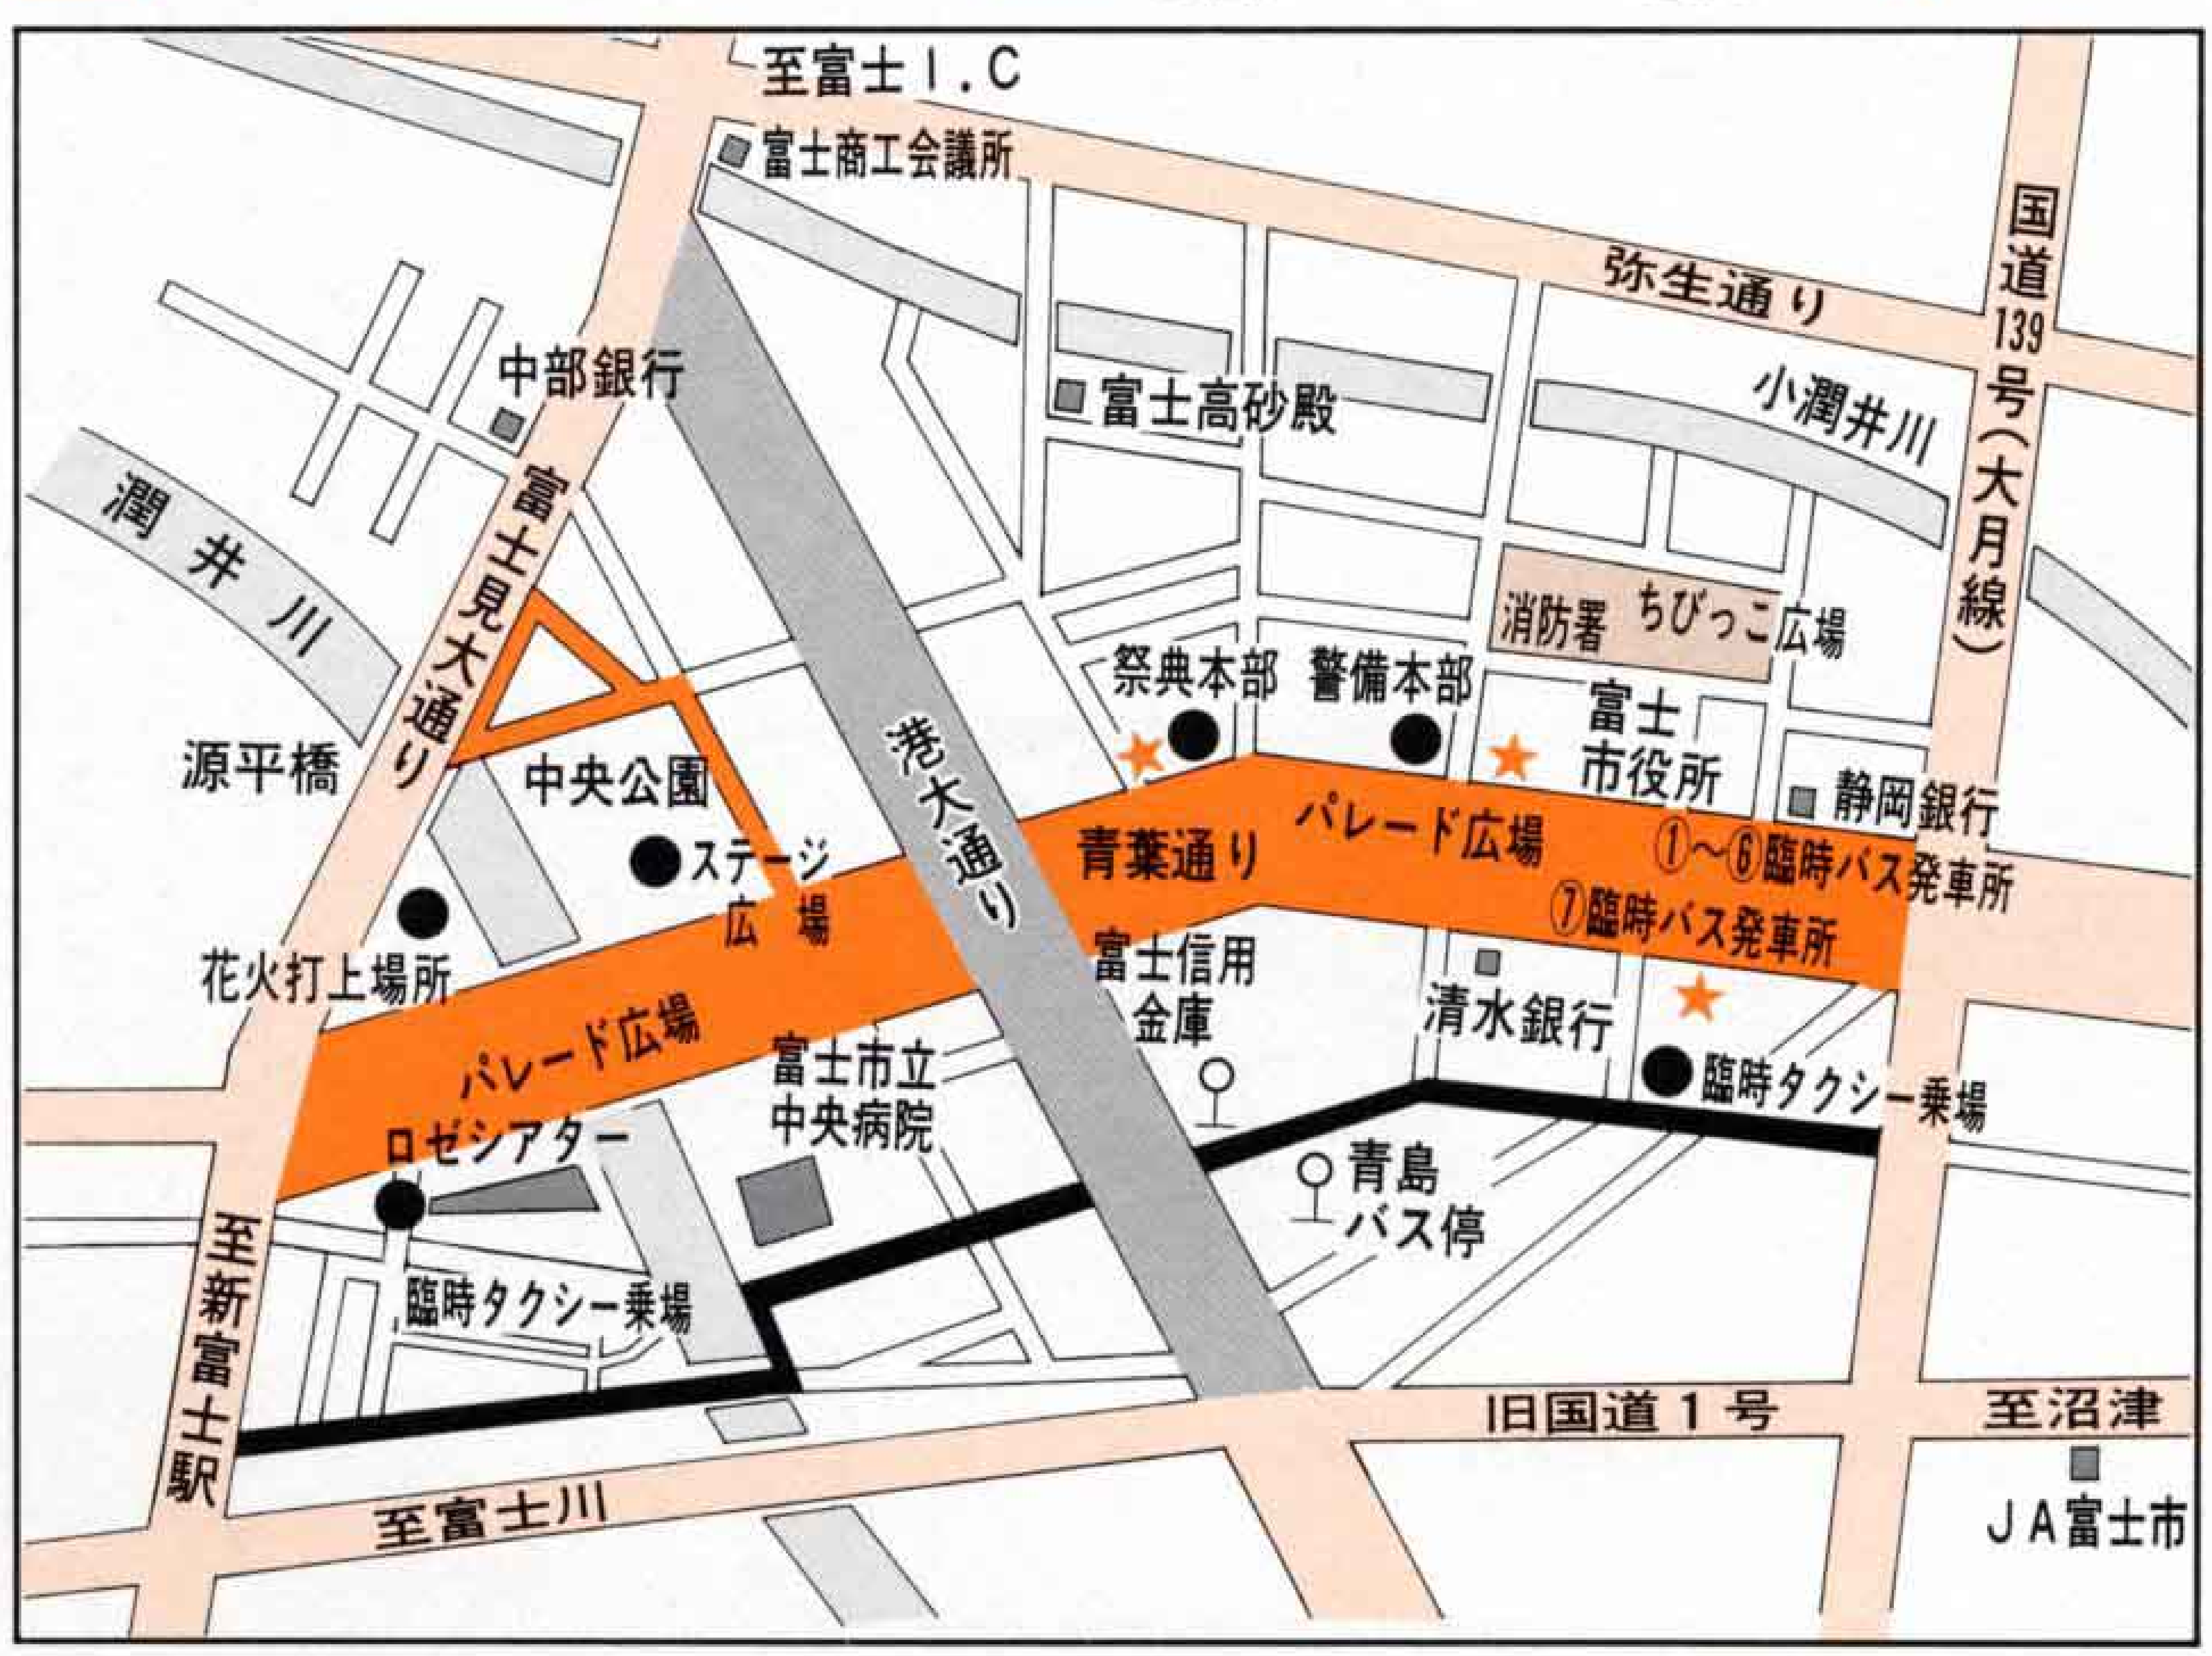 至富士I.C
富士商工会議所
国道139号(大月線)
弥生通り
中部銀行
富士高砂殿
小潤井川
潤井川
富士見大通り
消防署
ちびっこ広場
祭典本部
警備本部
富士
市役所
港大通り
源平橋
中央公園
静岡銀行
ステージ
広場
青葉通り
パレード広場
①～⑥臨時バス発車所
⑦臨時バス発車所
花火打上場所
富士信用
金庫
清水銀行
パレード広場
富士市立
中央病院
臨時タクシー乗場
ロゼシアター
青島
バス停
至新富士駅
臨時タクシー乗場
旧国道1号
至沼津
至富士川
JA富士市